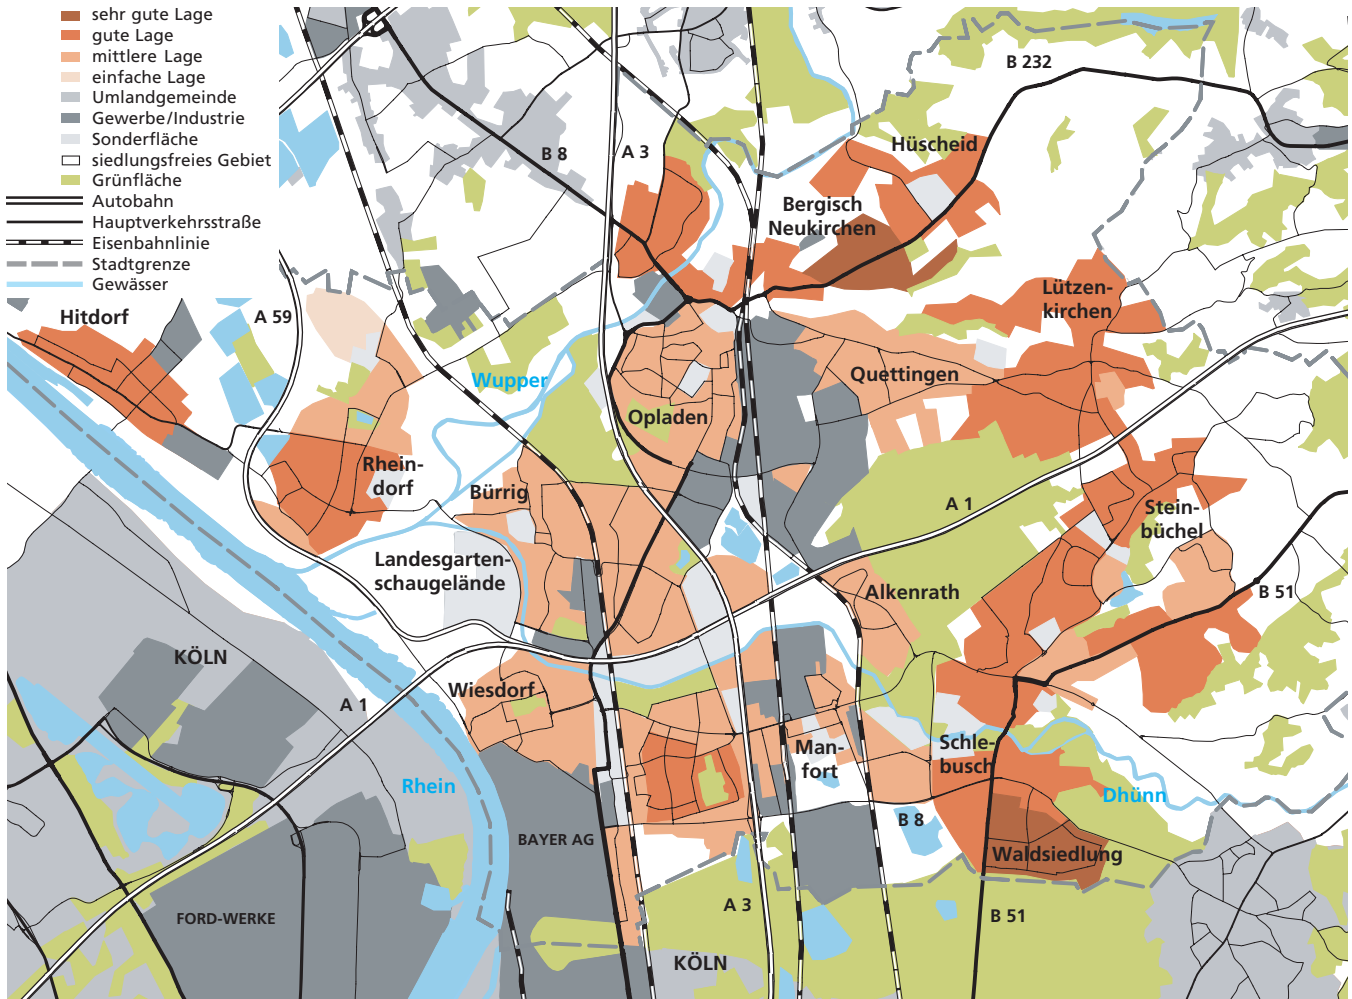 sehr gute Lage
gute Lage
mittlere Lage
einfache Lage
Umlandgemeinde
Gewerbe/Industrie
Sonderfläche
siedlungsfreies Gebiet
Grünfläche
Autobahn
Hauptverkehrsstraße
Eisenbahnlinie
Stadtgrenze
Gewässer
B 232
B 8
A 3
Hüscheid
Bergisch
Neukirchen
Lützen-
kirchen
Hitdorf
A 59
Wupper
Quettingen
Opladen
Rhein-
dorf
Bürrig
A 1
Stein-
büchel
Landesgarten-
schaugelände
Alkenrath
B 51
KÖLN
Wiesdorf
A 1
Man-
fort
Schle-
busch
Rhein
Dhünn
B 8
BAYER AG
Waldsiedlung
FORD-WERKE
A 3
B 51
KÖLN